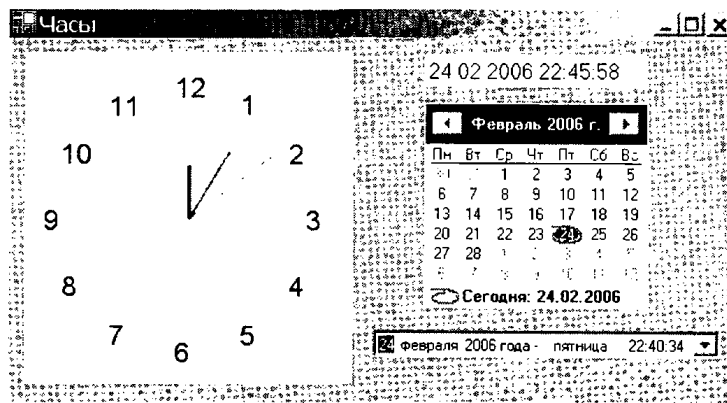 Часы
12
11 1
10 2
9 3
8 4
7 5
6
24 02 2006 22:45:58
Февраль 2006 г.
Пн Вт Ср Чт Пт Сб Вс
1 2 3 4 5
6 7 8 9 10 11 12
13 14 15 16 17 18 19
20 21 22 23 24 25 26
27 28
Сегодня: 24.02.2006
24 февраля 2006 года - пятница 22:40:34